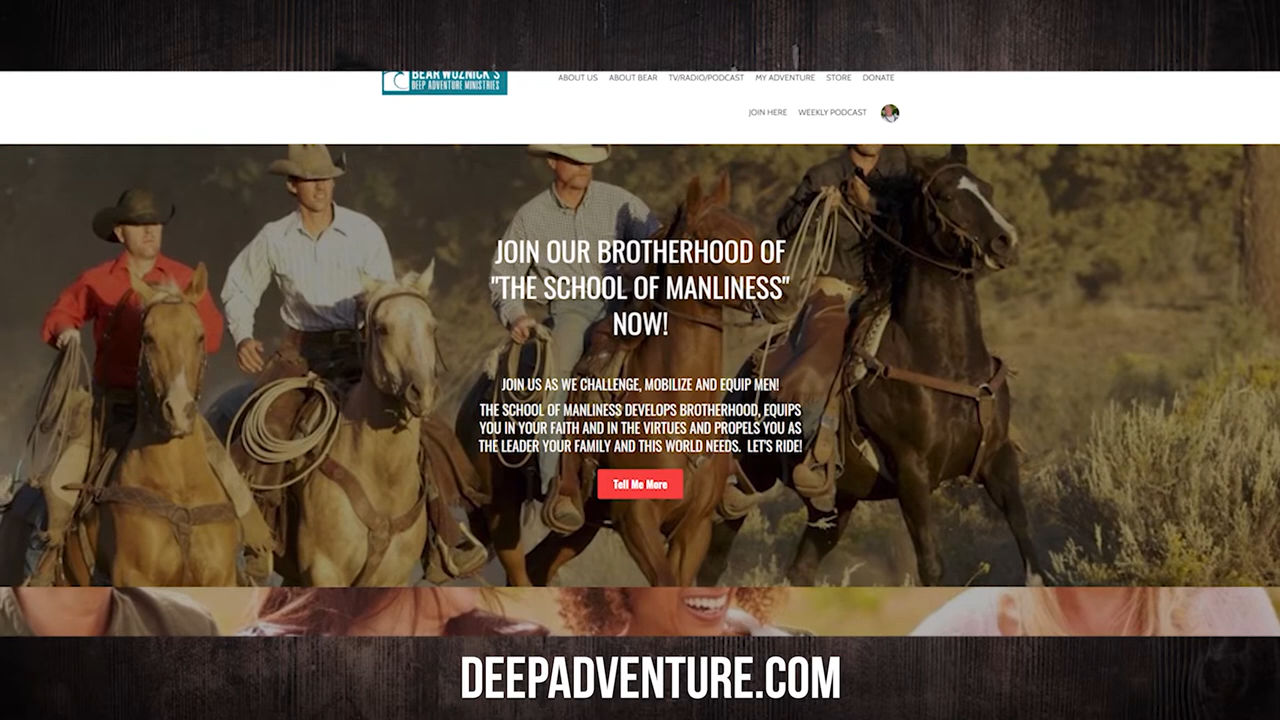 BEAR WOZNICK'S
DEEP ADVENTURE MINISTRIES
ABOUT US ABOUT BEAR TV/RADIO/PODCAST MY ADVENTURE STORE DONATE
JOIN HERE WEEKLY PODCAST
JOIN OUR BROTHERHOOD OF
"THE SCHOOL OF MANLINESS"
NOW!
JOIN US AS WE CHALLENGE, MOBILIZE AND EQUIP MEN!
THE SCHOOL OF MANLINESS DEVELOPS BROTHERHOOD, EQUIPS
YOU IN YOUR FAITH AND IN THE VIRTUES AND PROPELS YOU AS
THE LEADER YOUR FAMILY AND THIS WORLD NEEDS. LET'S RIDE!
Tell Me More
DEEPADVENTURE.COM